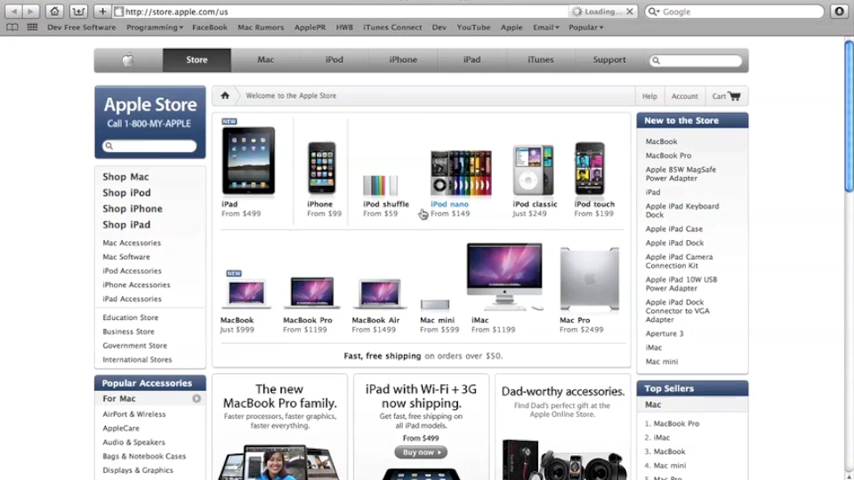 http://store.apple.com/us
Loading...
Google
Dev Free Software
Programming
FaceBook
Mac Rumors
ApplePR
HWB
iTunes Connect
Dev
YouTube
Apple
Email
Popular
Store
Mac
iPod
iPhone
iPad
iTunes
Support
Apple Store
Call 1-800-MY-APPLE
Welcome to the Apple Store
Help
Account
Cart
Shop Mac
Shop iPod
Shop iPhone
Shop iPad
Mac Accessories
Mac Software
iPod Accessories
iPhone Accessories
iPad Accessories
Education Store
Business Store
Government Store
International Stores
Popular Accessories
For Mac
AirPort & Wireless
AppleCare
Audio & Speakers
Bags & Notebook Cases
Displays & Graphics
NEW
iPad
From $499
iPhone
From $99
iPod shuffle
From $59
iPod nano
From $149
iPod classic
Just $249
iPod touch
From $199
NEW
MacBook
Just $999
MacBook Pro
From $1199
MacBook Air
From $1499
Mac mini
From $599
iMac
From $1199
Mac Pro
From $2499
Fast, free shipping on orders over $50.
The new
MacBook Pro family.
Faster processors, faster graphics,
faster everything.
iPad with Wi-Fi + 3G
now shipping.
Get fast, free shipping
on all iPad models.
From $499
Buy now
Dad-worthy accessories.
Find Dad's perfect gift at the
Apple Online Store.
New to the Store
MacBook
MacBook Pro
Apple 85W MagSafe
Power Adapter
iPad
Apple iPad Keyboard
Dock
Apple iPad Case
Apple iPad Dock
Apple iPad Camera
Connection Kit
Apple 10W USB
Power Adapter
Apple iPad Dock
Connector to VGA
Adapter
Aperture 3
iMac
Mac mini
Top Sellers
Mac
1. MacBook Pro
2. iMac
3. MacBook
4. Mac mini
5. Mac Pro